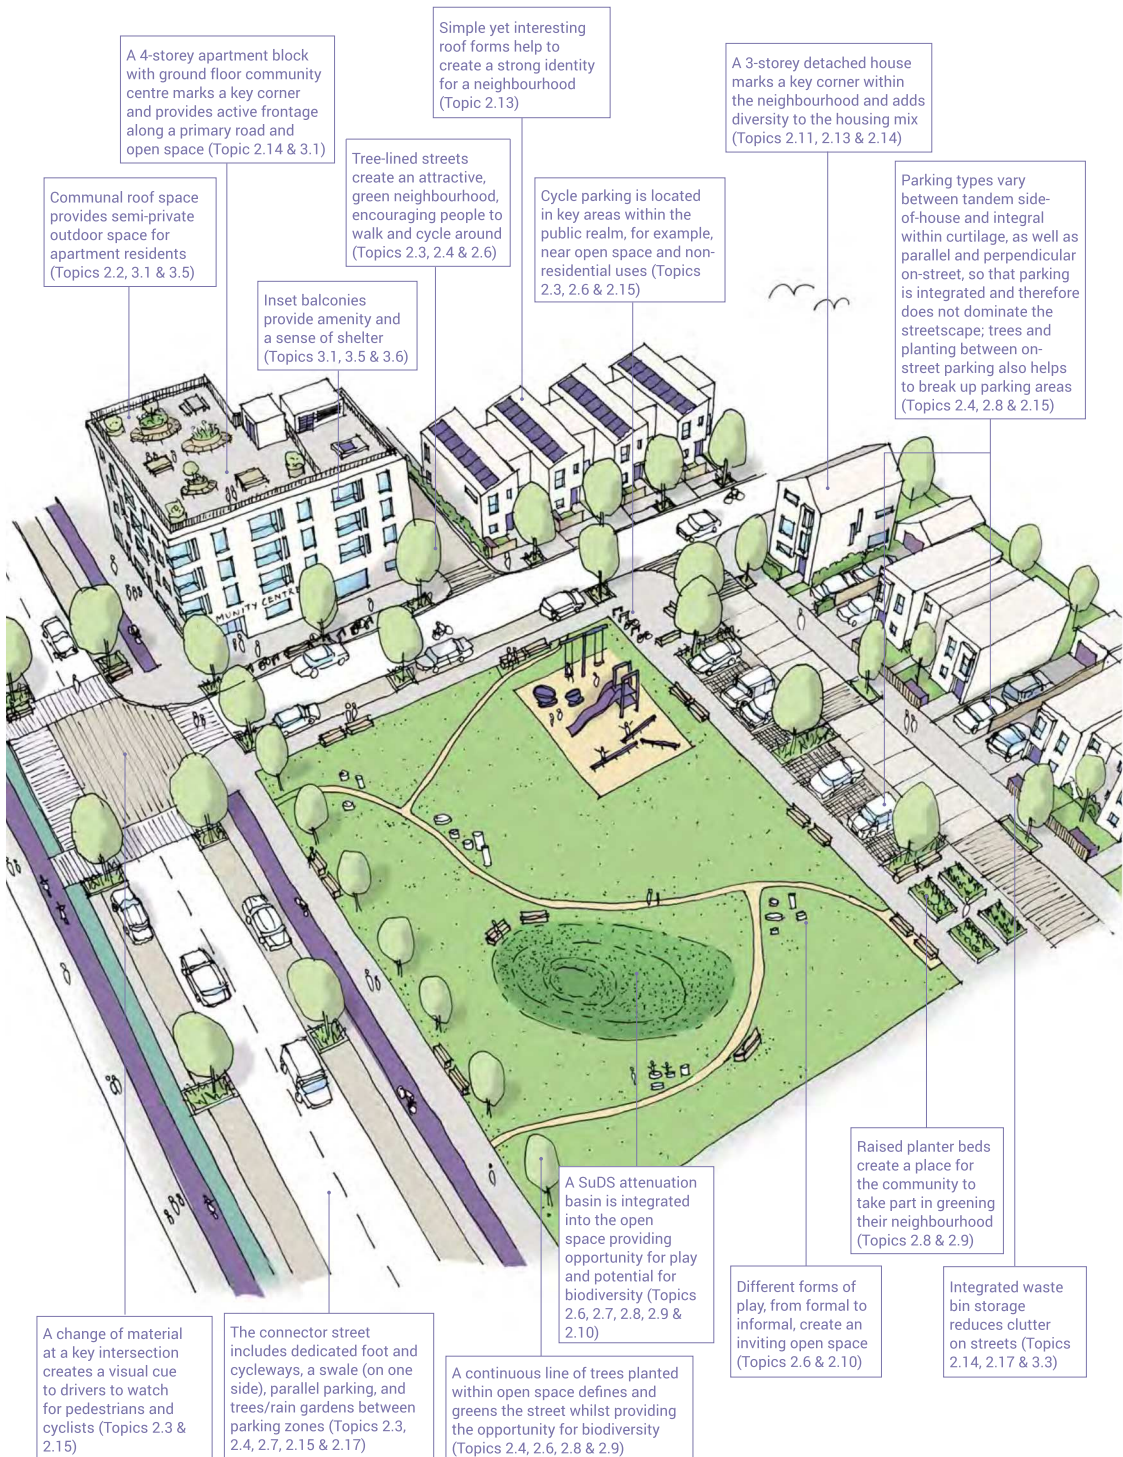 Simple yet interesting
roof forms help to
create a strong identity
for a neighbourhood
(Topic 2.13)
A 4-storey apartment block
with ground floor community
centre marks a key corner
and provides active frontage
along a primary road and
open space (Topic 2.14 & 3.1)
A 3-storey detached house
marks a key corner within
the neighbourhood and adds
diversity to the housing mix
(Topics 2.11, 2.13 & 2.14)
Tree-lined streets
create an attractive,
green neighbourhood,
encouraging people to
walk and cycle around
(Topics 2.3, 2.4 & 2.6)
Communal roof space
provides semi-private
outdoor space for
apartment residents
(Topics 2.2, 3.1 & 3.5)
Cycle parking is located
in key areas within the
public realm, for example,
near open space and non-
residential uses (Topics
2.3, 2.6 & 2.15)
Parking types vary
between tandem side-
of-house and integral
within curtilage, as well as
parallel and perpendicular
on-street, so that parking
is integrated and therefore
does not dominate the
streetscape; trees and
planting between on-
street parking also helps
to break up parking areas
(Topics 2.4, 2.8 & 2.15)
Inset balconies
provide amenity and
a sense of shelter
(Topics 3.1, 3.5 & 3.6)
MUNITY CENTRE
Raised planter beds
create a place for
the community to
take part in greening
their neighbourhood
(Topics 2.8 & 2.9)
A SuDS attenuation
basin is integrated
into the open
space providing
opportunity for play
and potential for
biodiversity (Topics
2.6, 2.7, 2.8, 2.9 &
2.10)
Different forms of
play, from formal to
informal, create an
inviting open space
(Topics 2.6 & 2.10)
Integrated waste
bin storage
reduces clutter
on streets (Topics
2.14, 2.17 & 3.3)
A change of material
at a key intersection
creates a visual cue
to drivers to watch
for pedestrians and
cyclists (Topics 2.3 &
2.15)
The connector street
includes dedicated foot and
cycleways, a swale (on one
side), parallel parking, and
trees/rain gardens between
parking zones (Topics 2.3,
2.4, 2.7, 2.15 & 2.17)
A continuous line of trees planted
within open space defines and
greens the street whilst providing
the opportunity for biodiversity
(Topics 2.4, 2.6, 2.8 & 2.9)